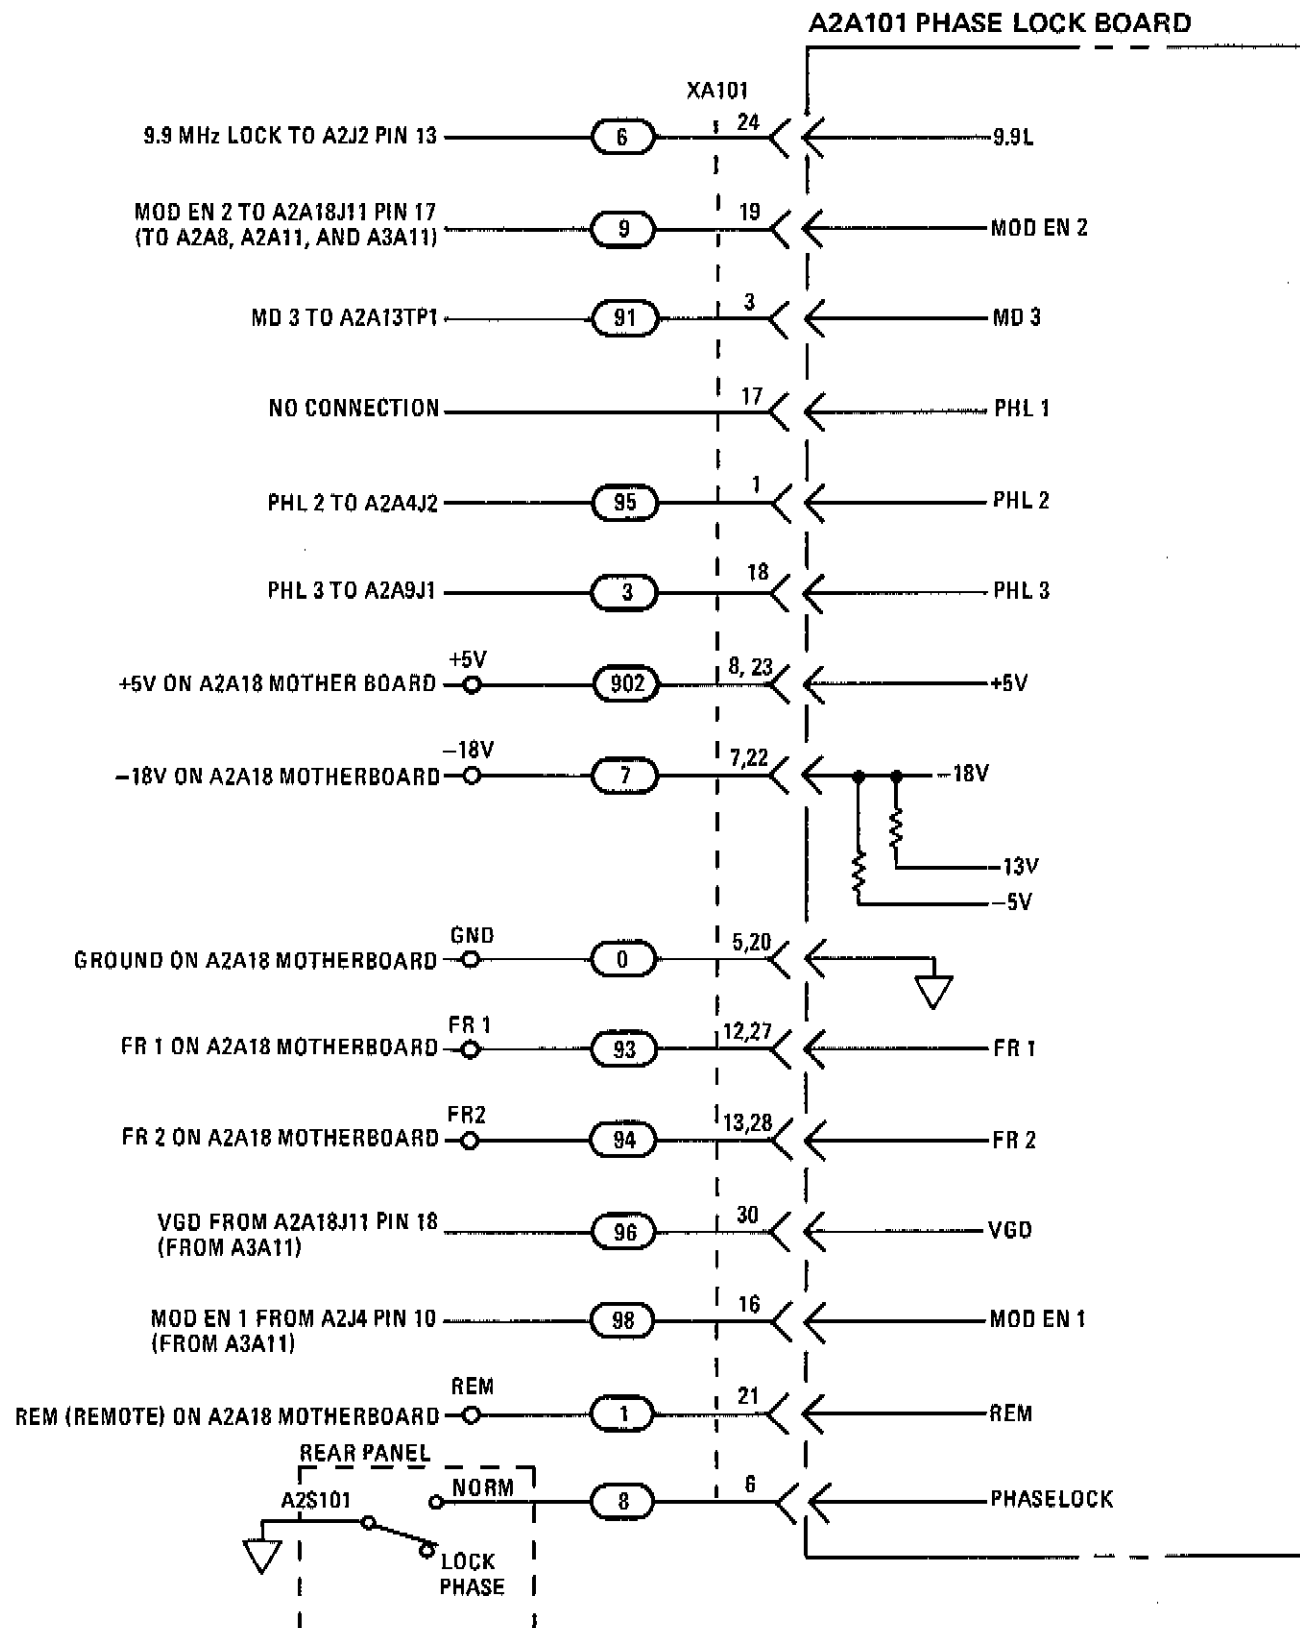 A2A101 PHASE LOCK BOARD
XA101
9.9 MHz LOCK TO A2J2 PIN 13 6 24 9.9L
MOD EN 2 TO A2A18J11 PIN 17 9 19 MOD EN 2
(TO A2A8, A2A11, AND A3A11)
MD 3 TO A2A13TP1 91 3 MD 3
NO CONNECTION 17 PHL 1
PHL 2 TO A2A4J2 95 1 PHL 2
PHL 3 TO A2A9J1 3 18 PHL 3
+5V
+5V ON A2A18 MOTHER BOARD 902 8, 23 +5V
−18V
−18V ON A2A18 MOTHERBOARD 7 7,22 −18V
−13V
−5V
GND
GROUND ON A2A18 MOTHERBOARD 0 5,20
FR 1
FR 1 ON A2A18 MOTHERBOARD 93 12,27 FR 1
FR2
FR 2 ON A2A18 MOTHERBOARD 94 13,28 FR 2
VGD FROM A2A18J11 PIN 18 96 30 VGD
(FROM A3A11)
MOD EN 1 FROM A2J4 PIN 10 98 16 MOD EN 1
(FROM A3A11)
REM
REM (REMOTE) ON A2A18 MOTHERBOARD 1 21 REM
REAR PANEL
A2S101 NORM 8 6 PHASELOCK
LOCK
PHASE